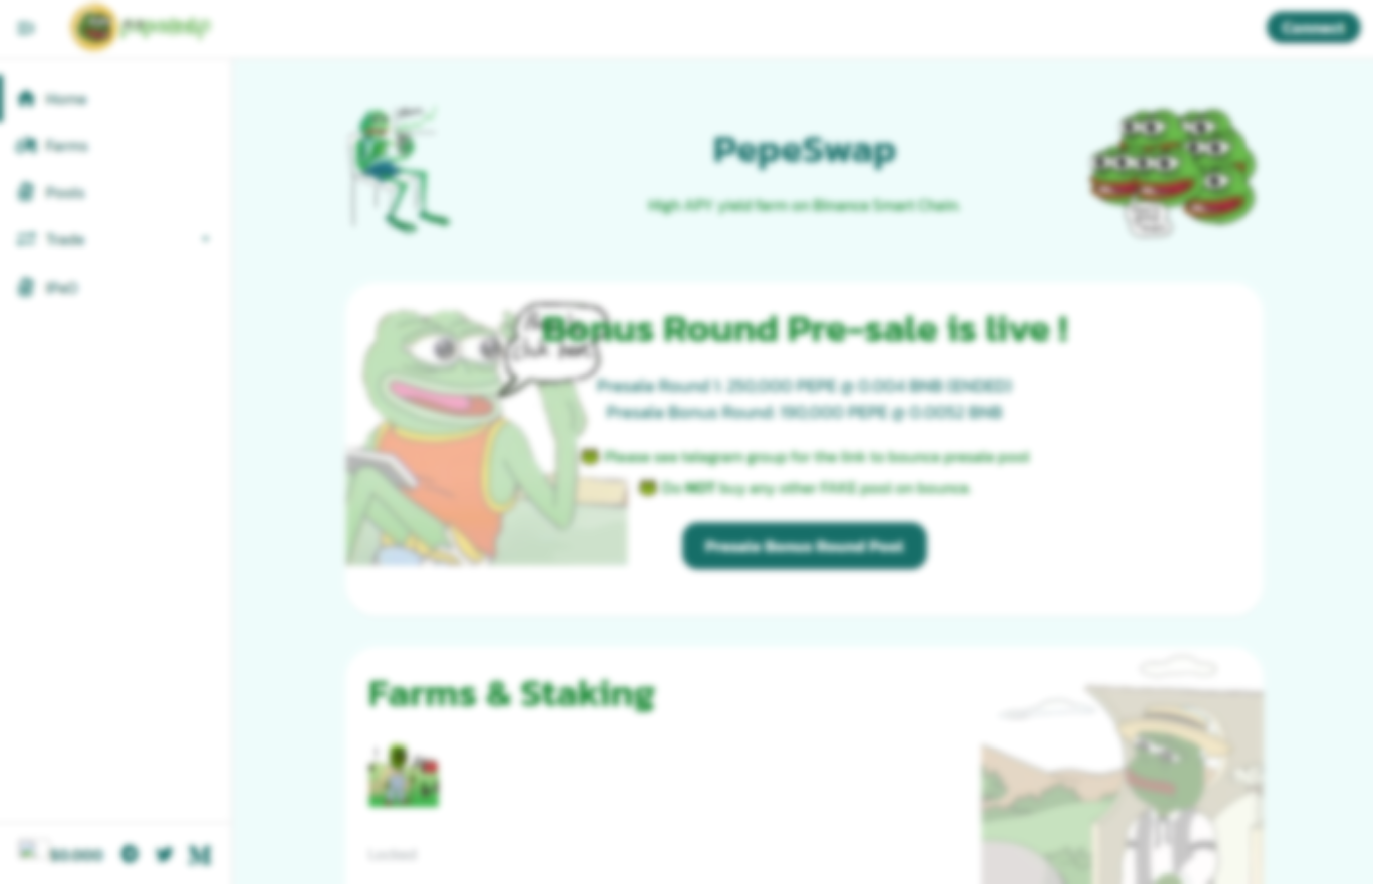 Connect
Home
Farms
Pools
Trade
IPAD
PepeSwap
High APY yield farm on Binance Smart Chain.
Bonus Round Pre-sale is live !
Presale Round 1: 250,000 PEPE @ 0.004 BNB (ENDED)
Presale Bonus Round: 190,000 PEPE @ 0.0052 BNB
Please see telegram group for the link to bounce presale pool
Do NOT buy any other FAKE pool on bounce.
Presale Bonus Round Pool
Farms & Staking
Locked
$0.000